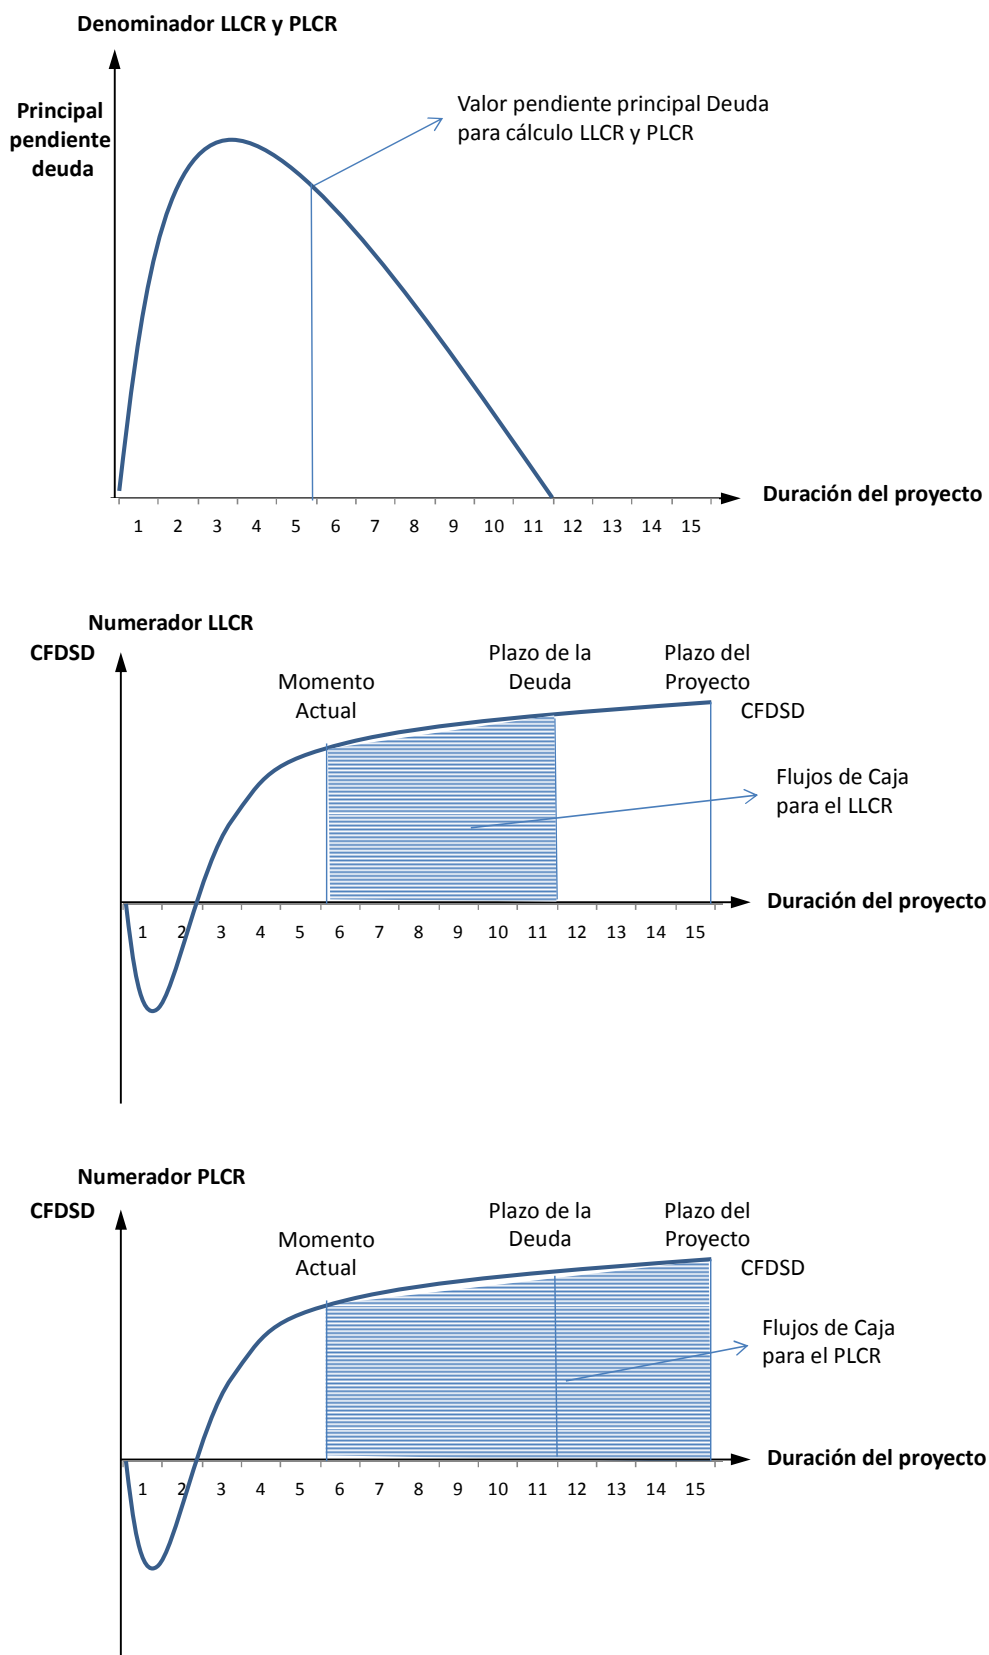 Denominador LLCR y PLCR
Principal
pendiente
deuda
Valor pendiente principal Deuda
para cálculo LLCR y PLCR
Duración del proyecto
1 2 3 4 5 6 7 8 9 10 11 12 13 14 15
Numerador LLCR
CFDSD
Momento
Actual
Plazo de la
Deuda
Plazo del
Proyecto
CFDSD
Flujos de Caja
para el LLCR
Duración del proyecto
1 2 3 4 5 6 7 8 9 10 11 12 13 14 15
Numerador PLCR
CFDSD
Momento
Actual
Plazo de la
Deuda
Plazo del
Proyecto
CFDSD
Flujos de Caja
para el PLCR
Duración del proyecto
1 2 3 4 5 6 7 8 9 10 11 12 13 14 15